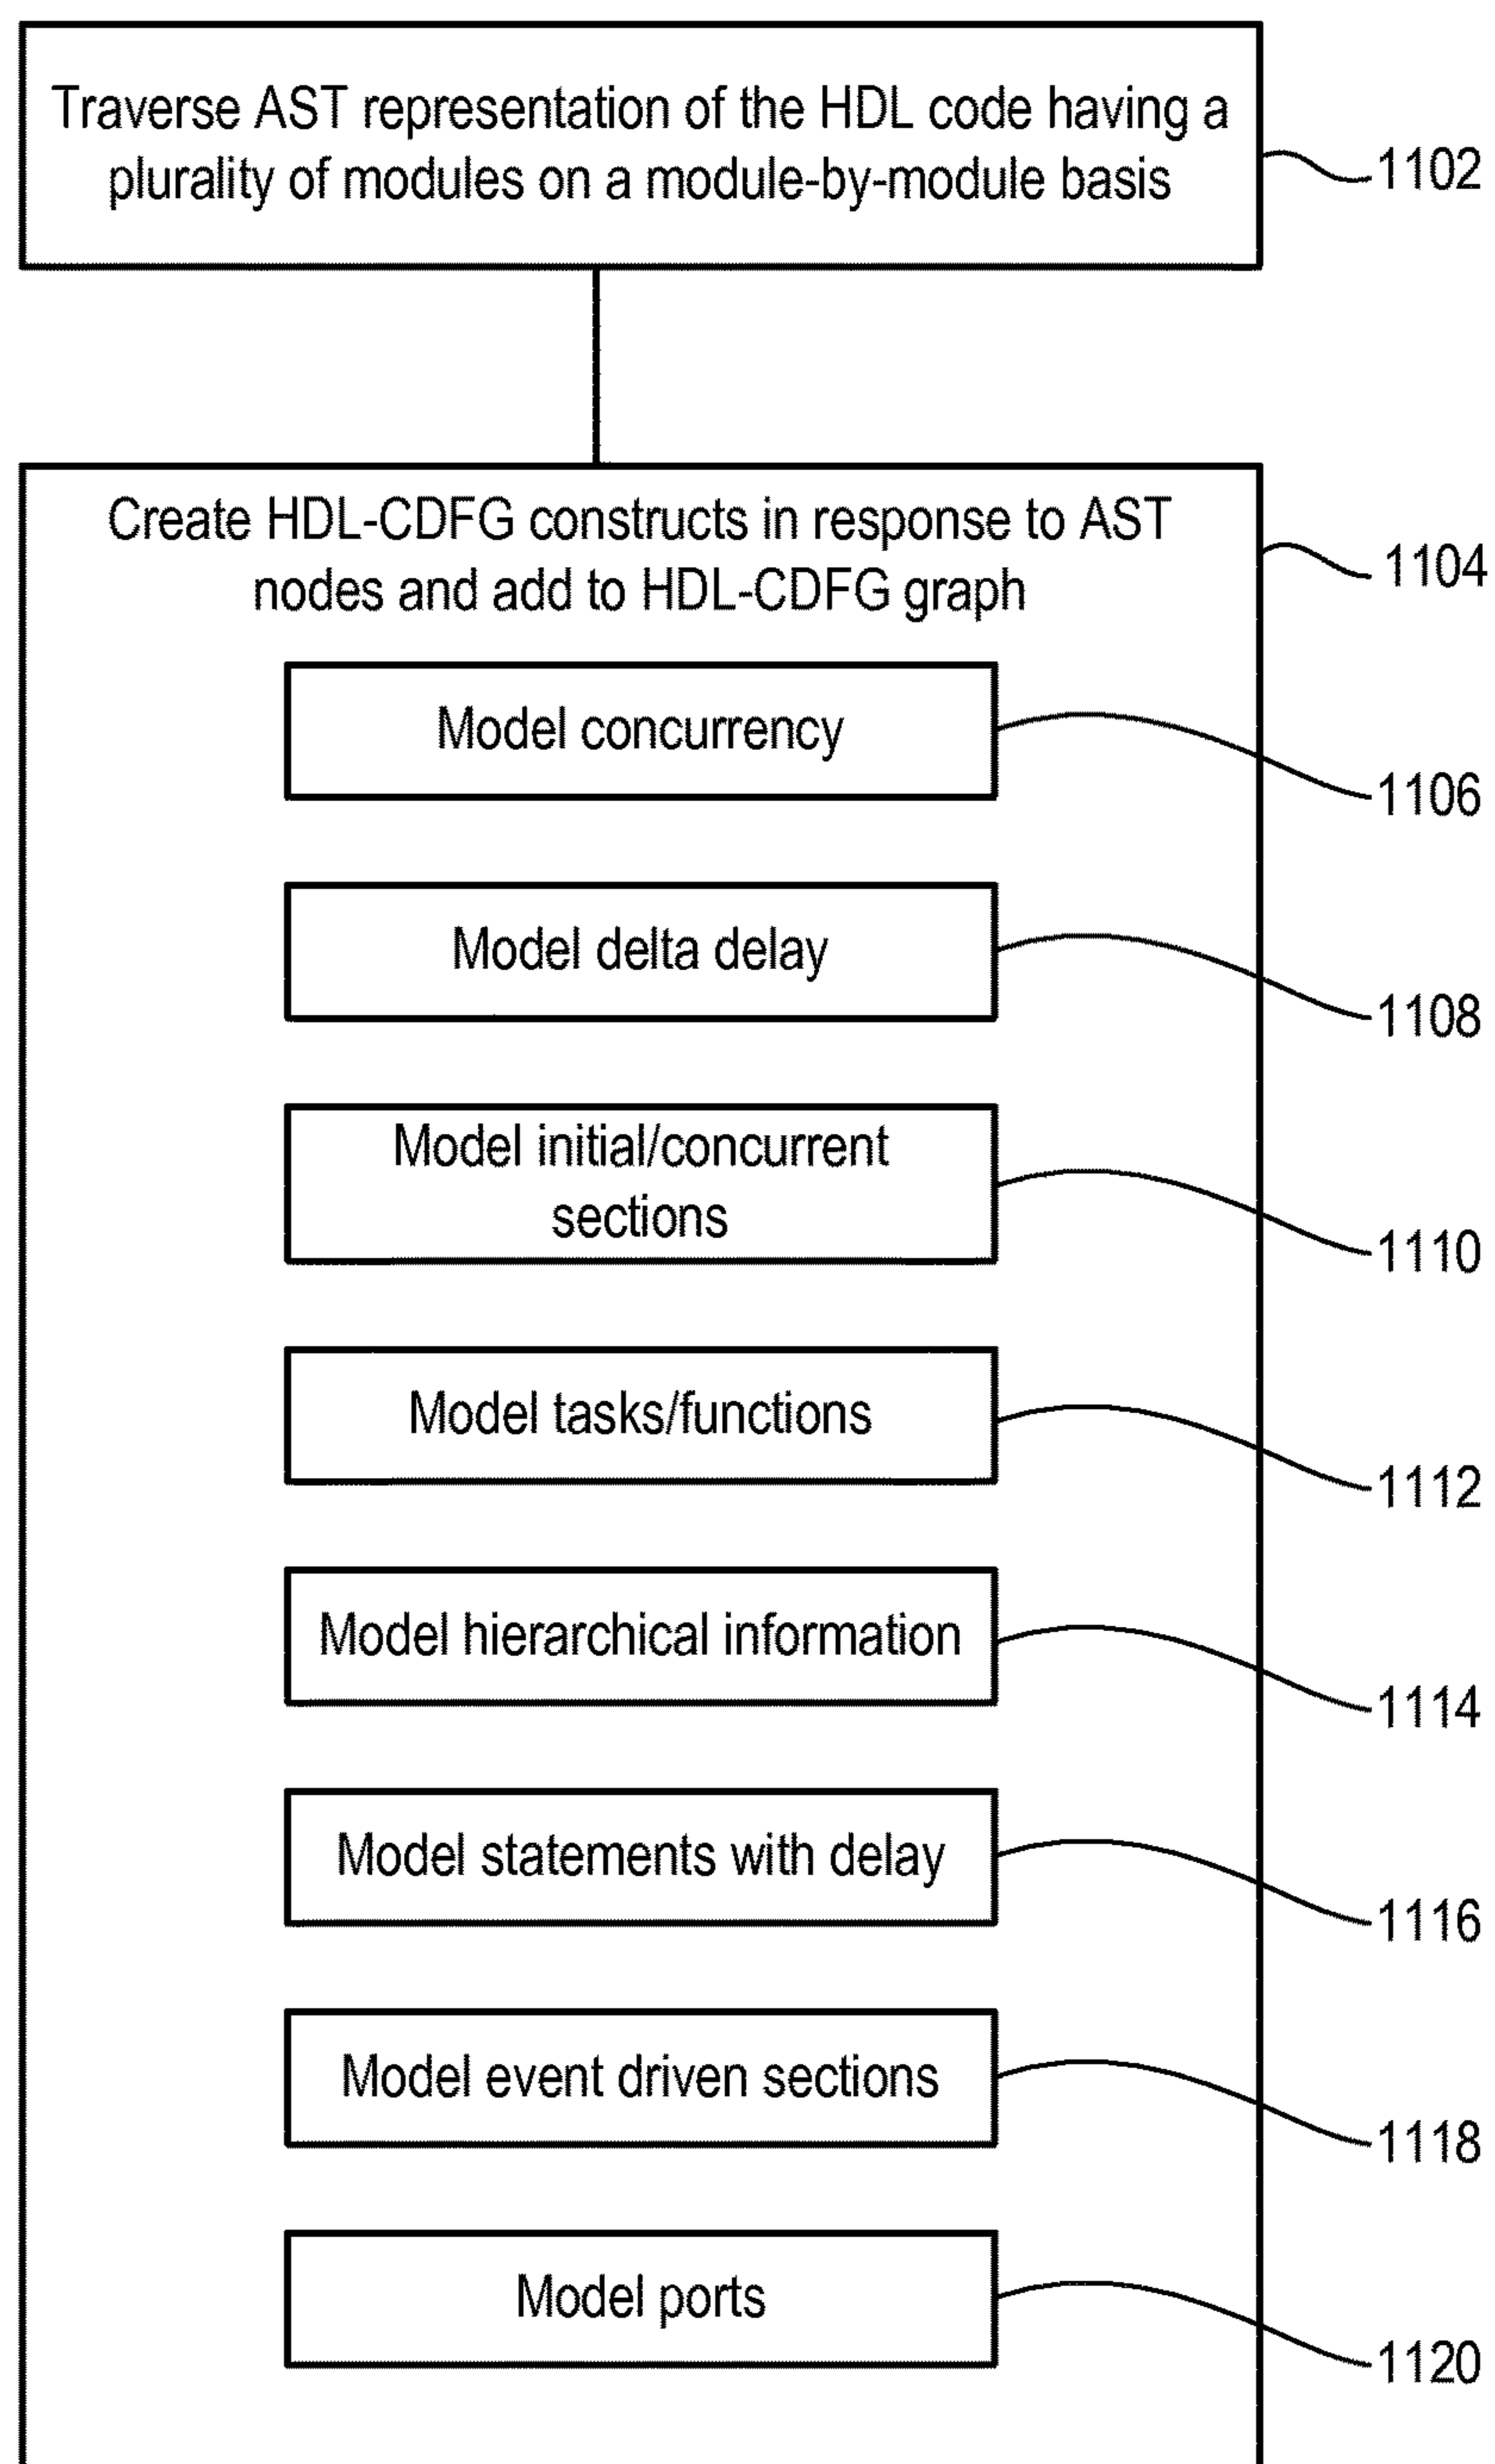 Traverse AST representation of the HDL code having a
plurality of modules on a module-by-module basis
1102
Create HDL-CDFG constructs in response to AST
nodes and add to HDL-CDFG graph
1104
Model concurrency
1106
Model delta delay
1108
Model initial/concurrent
sections
1110
Model tasks/functions
1112
Model hierarchical information
1114
Model statements with delay
1116
Model event driven sections
1118
Model ports
1120